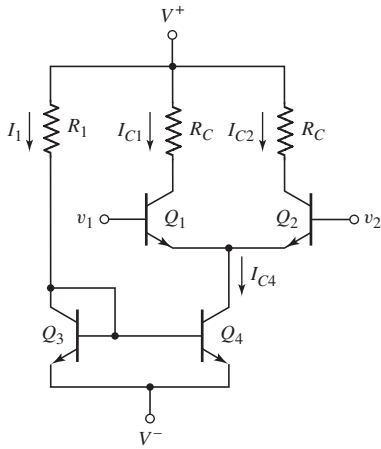 V⁺
I₁ R₁ I_C1 R_C I_C2 R_C
v₁ Q₁ Q₂ v₂
I_C4
Q₃ Q₄
V⁻